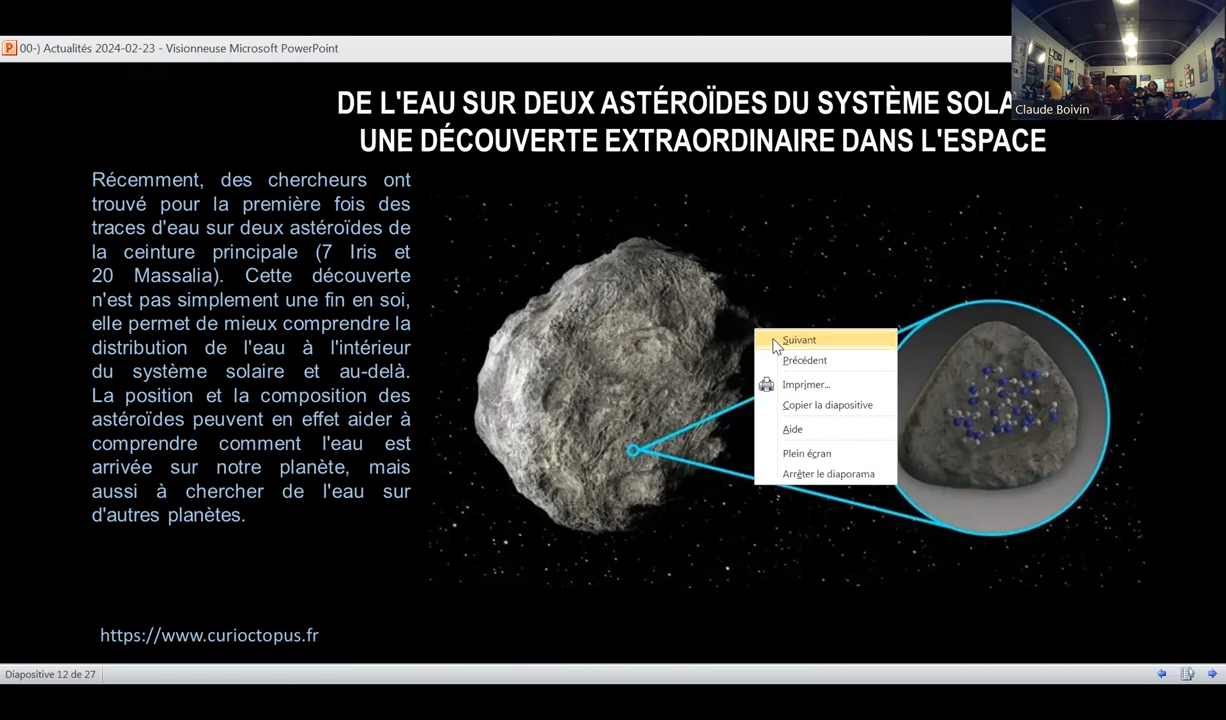 00-) Actualités 2024-02-23 - Visionneuse Microsoft PowerPoint
Claude Boivin
DE L'EAU SUR DEUX ASTÉROÏDES DU SYSTÈME
UNE DÉCOUVERTE EXTRAORDINAIRE DANS L'ESPACE
Récemment, des chercheurs ont
trouvé pour la première fois des
traces d'eau sur deux astéroïdes de
la ceinture principale (7 Iris et
20 Massalia). Cette découverte
n'est pas simplement une fin en soi,
elle permet de mieux comprendre la
distribution de l'eau à l'intérieur
du système solaire et au-delà.
La position et la composition des
astéroïdes peuvent en effet aider à
comprendre comment l'eau est
arrivée sur notre planète, mais
aussi à chercher de l'eau sur
d'autres planètes.
Suivant
Précédent
Imprimer...
Copier la diapositive
Aide
Plein écran
Arrêter le diaporama
https://www.curioctopus.fr
Diapositive 12 de 27